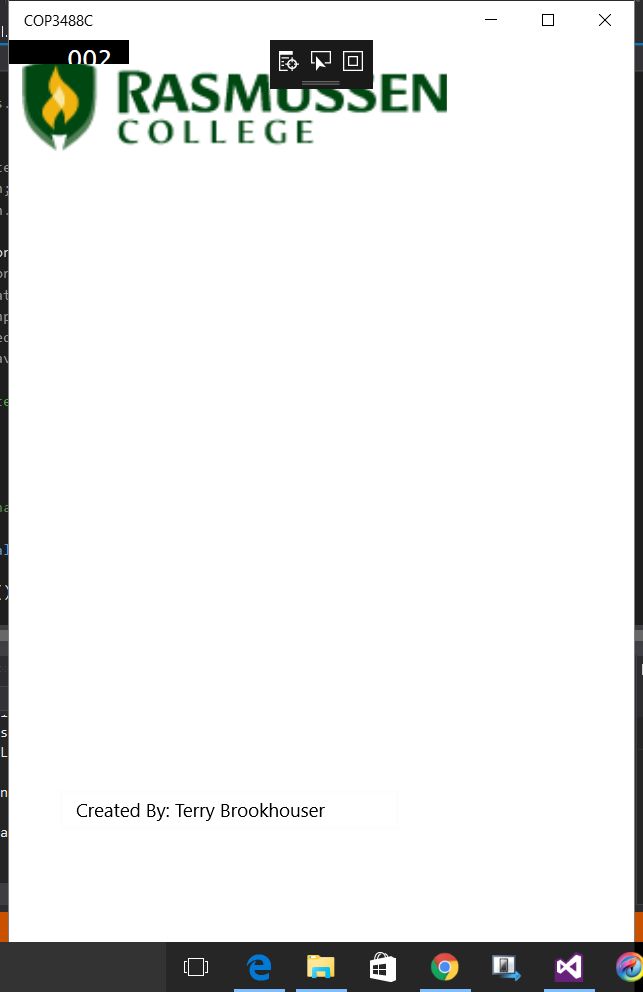 COP3488C
002
RASMUSSEN
COLLEGE
Created By: Terry Brookhouser